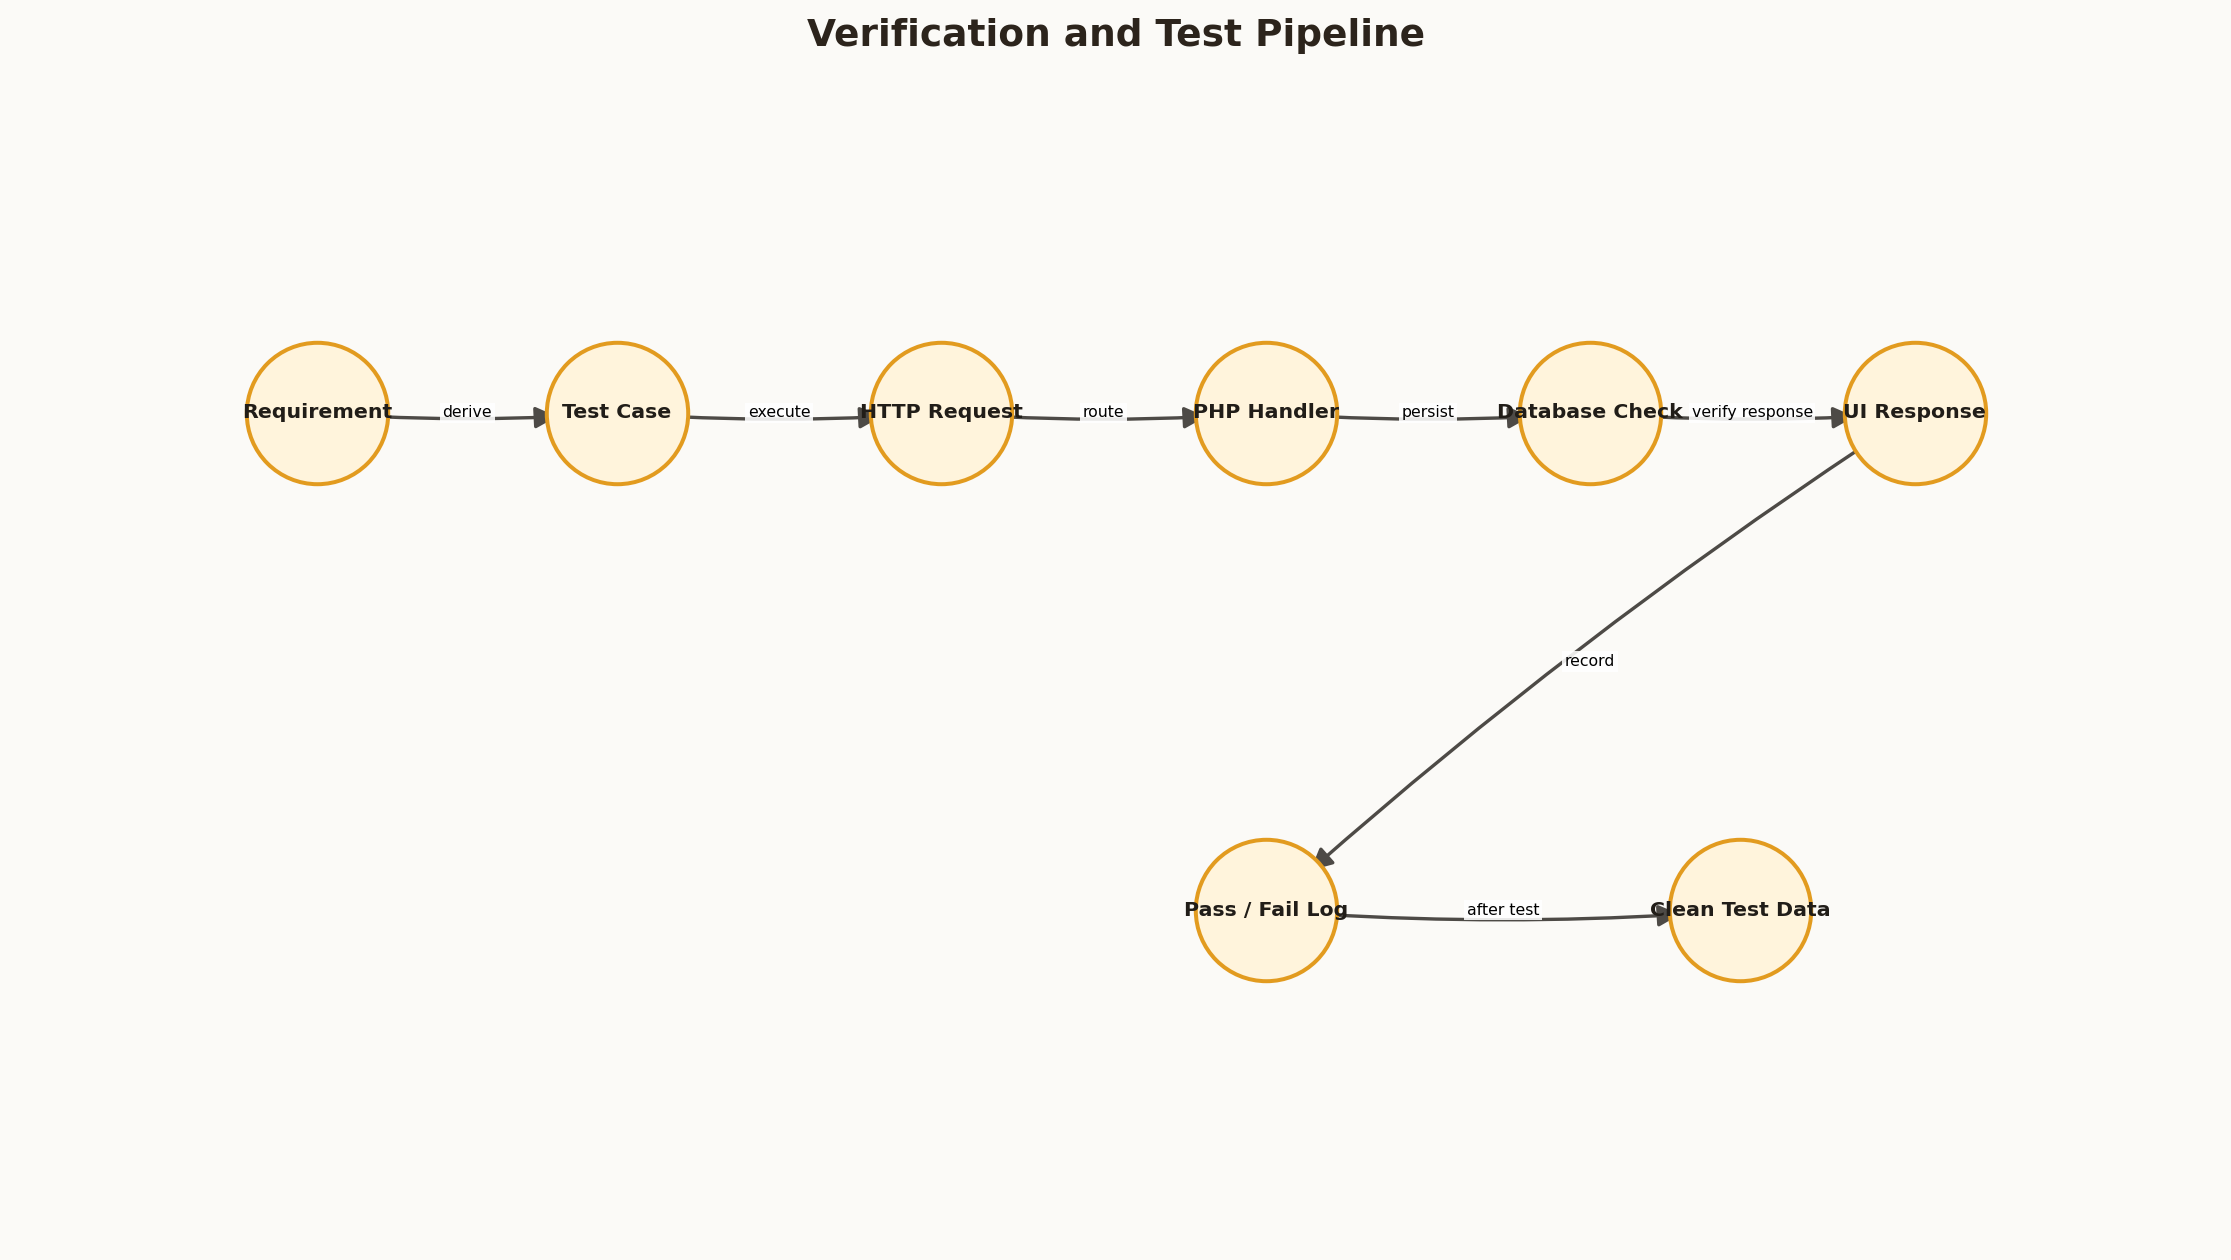 Verification and Test Pipeline
Requirement
derive
Test Case
execute
HTTP Request
route
PHP Handler
persist
Database Check
verify response
UI Response
record
Pass / Fail Log
after test
Clean Test Data